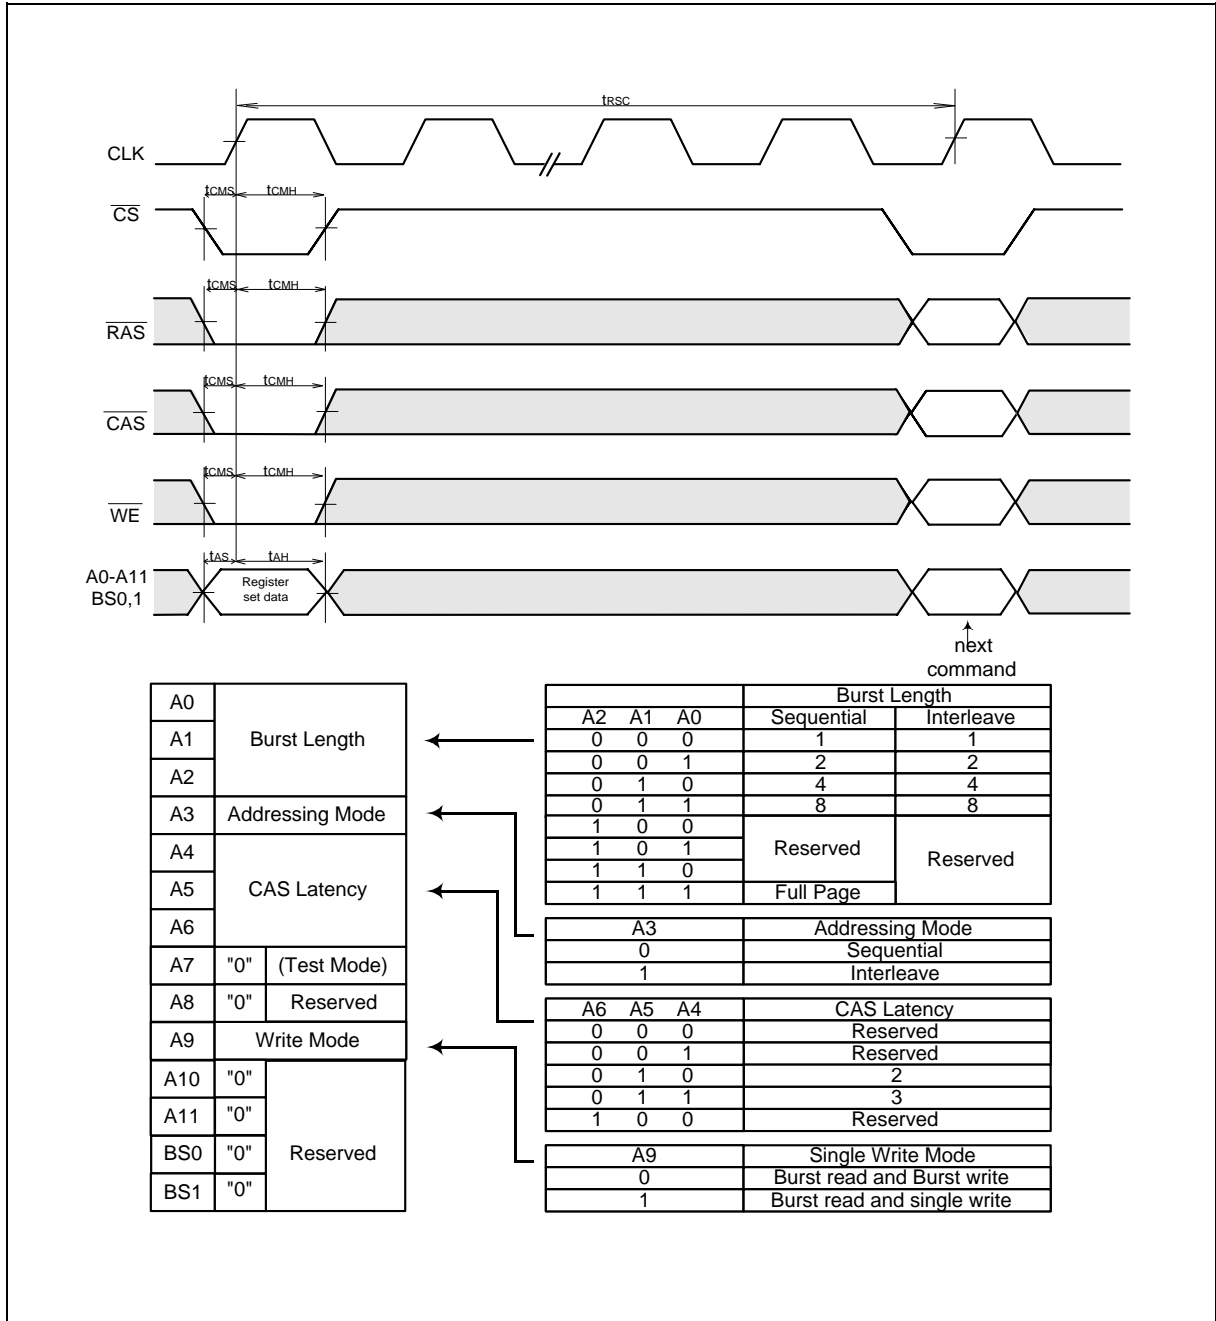 tRSC
CLK
tCMS tCMH
CS
tCMS tCMH
RAS
tCMS tCMH
CAS
tCMS tCMH
WE
tAS tAH
A0-A11
BS0,1
Register
set data
next
command
A0
A1 Burst Length
A2
A3 Addressing Mode
A4
A5 CAS Latency
A6
A7 "0" (Test Mode)
A8 "0" Reserved
A9 Write Mode
A10 "0"
A11 "0"
BS0 "0" Reserved
BS1 "0"
Burst Length
A2 A1 A0 Sequential Interleave
0 0 0 1 1
0 0 1 2 2
0 1 0 4 4
0 1 1 8 8
1 0 0
1 0 1 Reserved Reserved
1 1 0
1 1 1 Full Page
A3 Addressing Mode
0 Sequential
1 Interleave
A6 A5 A4 CAS Latency
0 0 0 Reserved
0 0 1 Reserved
0 1 0 2
0 1 1 3
1 0 0 Reserved
A9 Single Write Mode
0 Burst read and Burst write
1 Burst read and single write